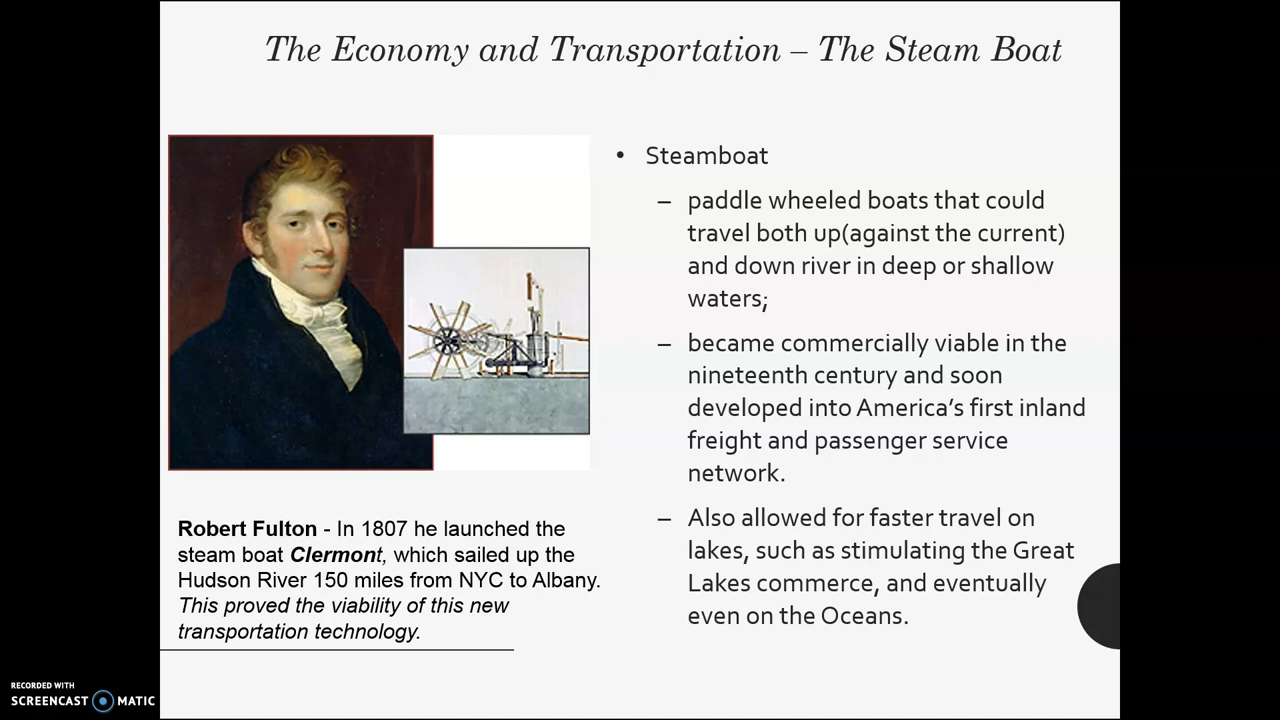 The Economy and Transportation – The Steam Boat
• Steamboat
– paddle wheeled boats that could
travel both up(against the current)
and down river in deep or shallow
waters;
– became commercially viable in the
nineteenth century and soon
developed into America's first inland
freight and passenger service
network.
– Also allowed for faster travel on
lakes, such as stimulating the Great
Lakes commerce, and eventually
even on the Oceans.
Robert Fulton - In 1807 he launched the
steam boat Clermont, which sailed up the
Hudson River 150 miles from NYC to Albany.
This proved the viability of this new
transportation technology.
RECORDED WITH
SCREENCAST MATIC